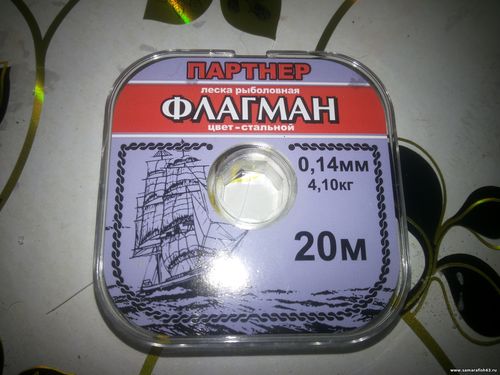 ПАРТНЕР
леска рыболовная
ФЛАГМАН
цвет-стальной
0,14мм
4,10кг
20м
www.samarafish63.ru